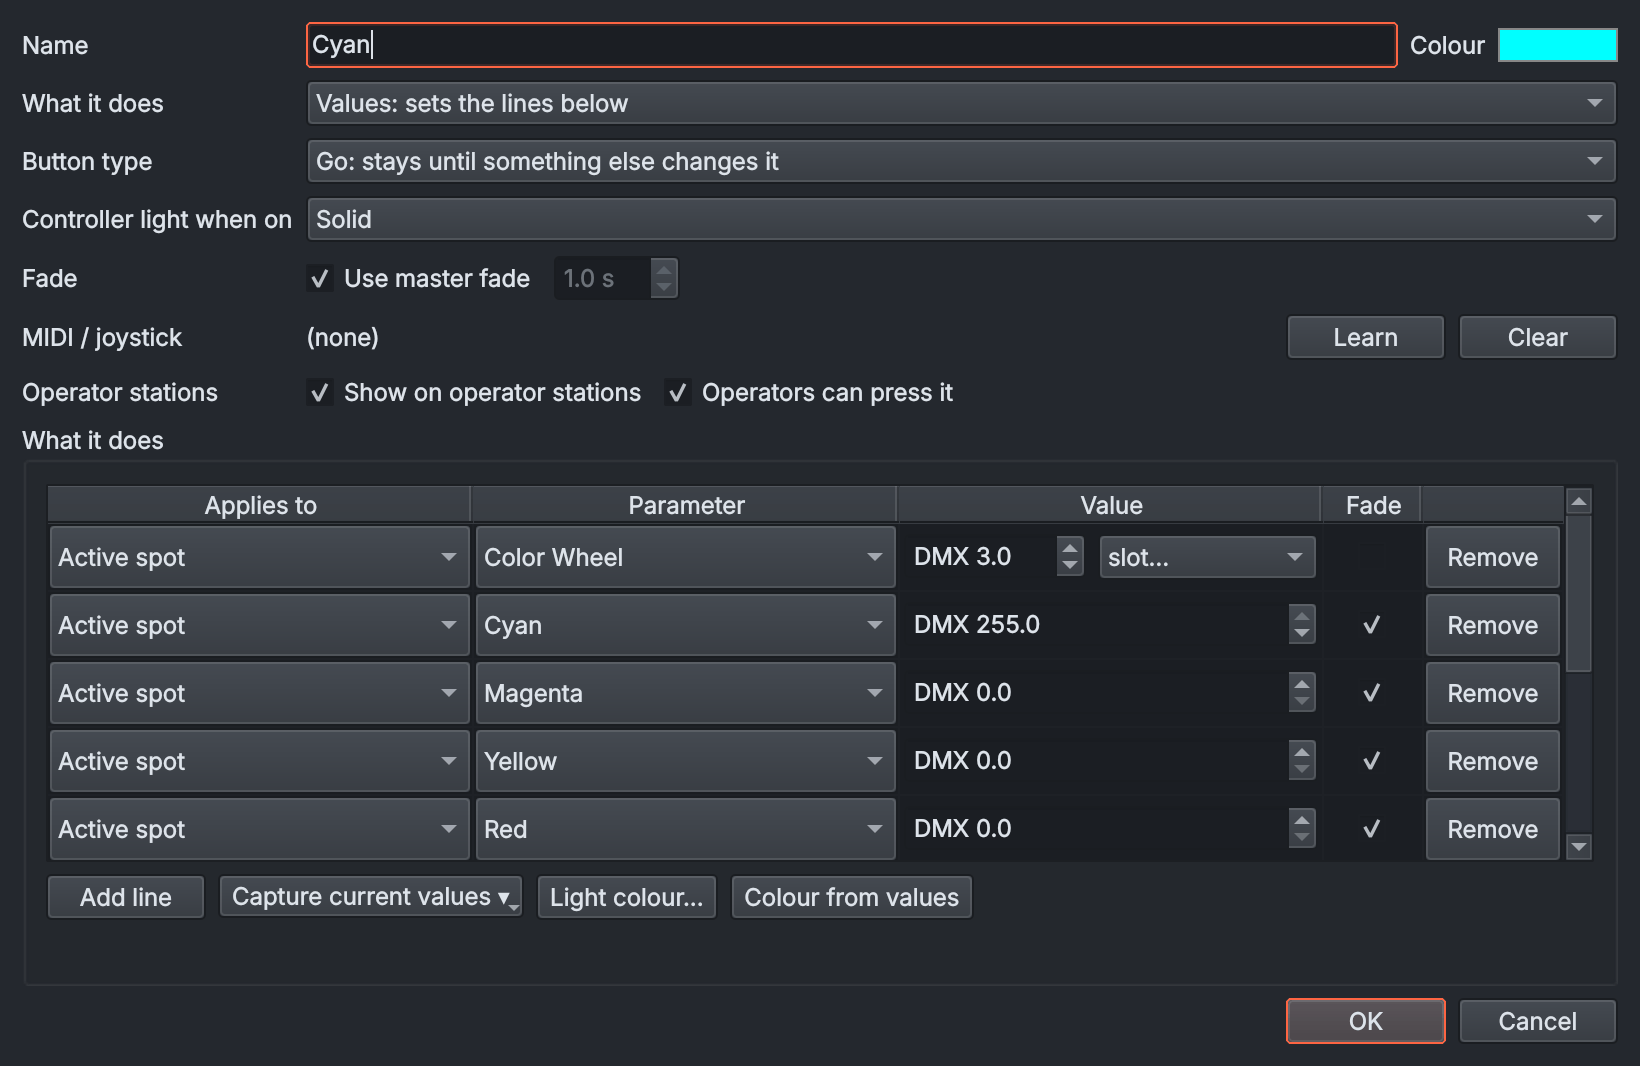 Name Cyan Colour
What it does Values: sets the lines below
Button type Go: stays until something else changes it
Controller light when on Solid
Fade Use master fade 1.0 s
MIDI / joystick (none) Learn Clear
Operator stations Show on operator stations Operators can press it
What it does
Applies to Parameter Value Fade
Active spot Color Wheel DMX 3.0 slot... Remove
Active spot Cyan DMX 255.0 Remove
Active spot Magenta DMX 0.0 Remove
Active spot Yellow DMX 0.0 Remove
Active spot Red DMX 0.0 Remove
Add line Capture current values Light colour... Colour from values
OK Cancel